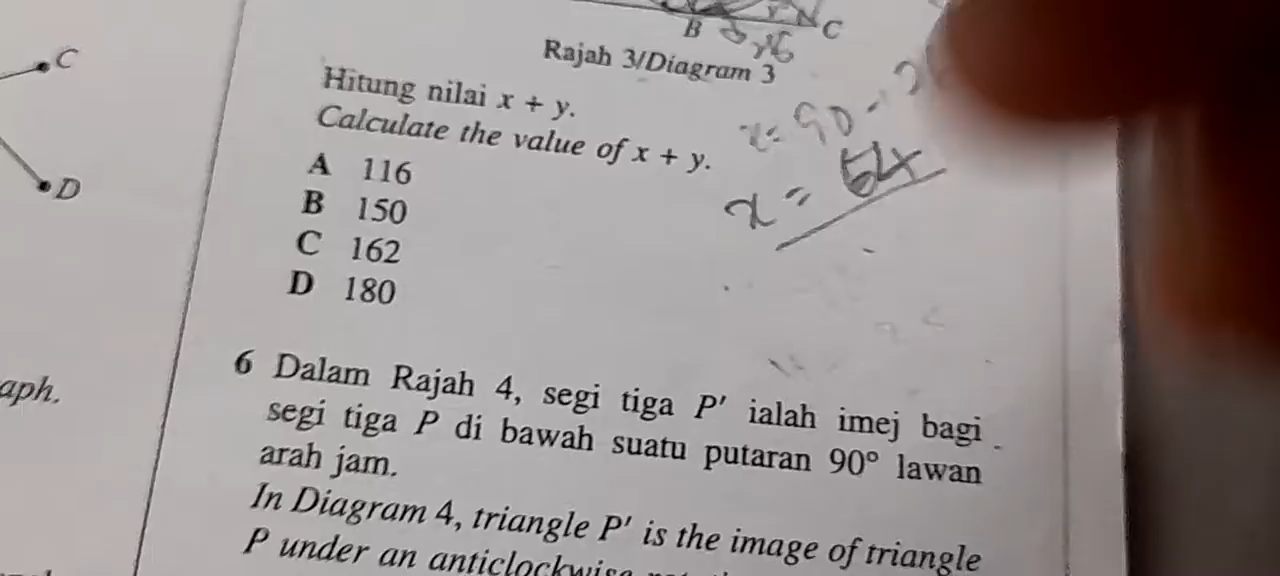 C
D
aph.
B
C
Rajah 3/Diagram 3
Hitung nilai x + y.
Calculate the value of x + y.
A 116
B 150
C 162
D 180
x = 90 -
x = 54
6 Dalam Rajah 4, segi tiga P' ialah imej bagi
segi tiga P di bawah suatu putaran 90° lawan
arah jam.
In Diagram 4, triangle P' is the image of triangle
P under an anticlockwise